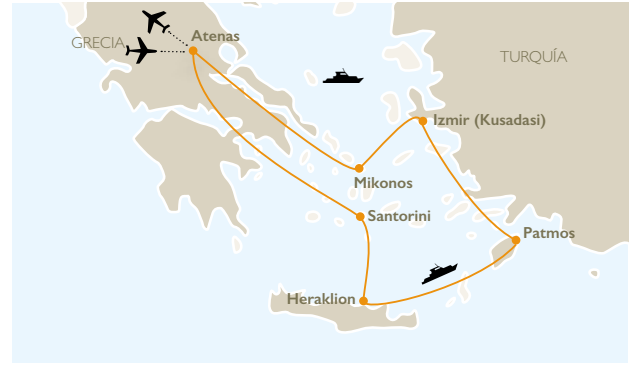 Atenas
GRECIA
TURQUÍA
Izmir (Kusadasi)
Mikonos
Santorini
Patmos
Heraklion